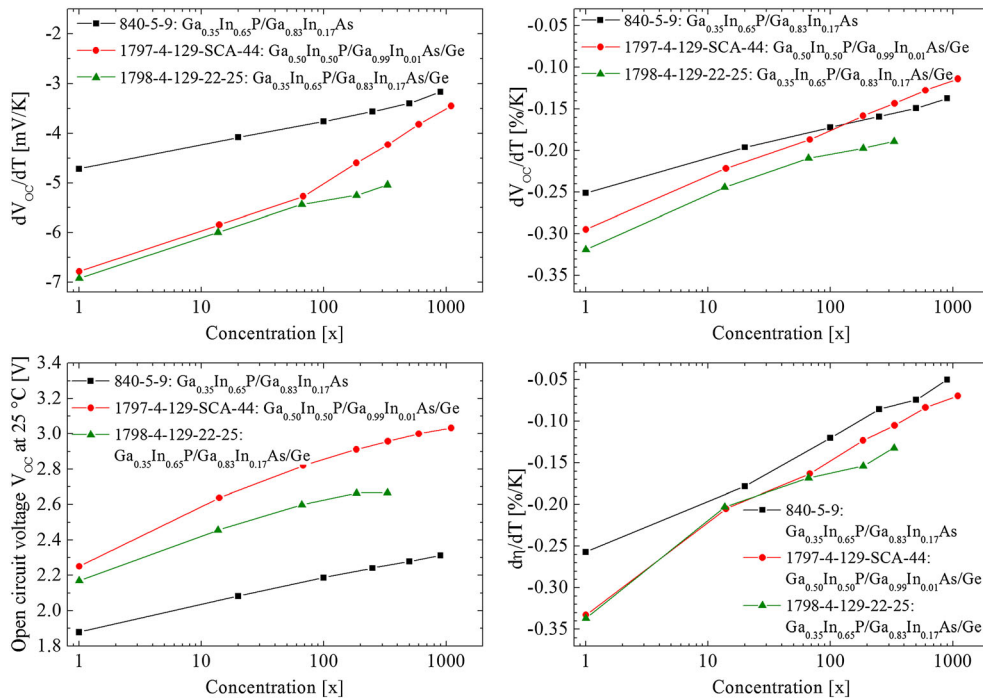 840-5-9: Ga0.35In0.65P/Ga0.83In0.17As
1797-4-129-SCA-44: Ga0.50In0.50P/Ga0.99In0.01As/Ge
1798-4-129-22-25: Ga0.35In0.65P/Ga0.83In0.17As/Ge
dVOC/dT [mV/K]
-2
-3
-4
-5
-6
-7
1 10 100 1000
Concentration [x]
840-5-9: Ga0.35In0.65P/Ga0.83In0.17As
1797-4-129-SCA-44: Ga0.50In0.50P/Ga0.99In0.01As/Ge
1798-4-129-22-25: Ga0.35In0.65P/Ga0.83In0.17As/Ge
dVOC/dT [%/K]
-0.05
-0.10
-0.15
-0.20
-0.25
-0.30
-0.35
1 10 100 1000
Concentration [x]
840-5-9: Ga0.35In0.65P/Ga0.83In0.17As
1797-4-129-SCA-44: Ga0.50In0.50P/Ga0.99In0.01As/Ge
1798-4-129-22-25:
Ga0.35In0.65P/Ga0.83In0.17As/Ge
Open circuit voltage VOC at 25 °C [V]
3.4
3.2
3.0
2.8
2.6
2.4
2.2
2.0
1.8
1 10 100 1000
Concentration [x]
dη/dT [%/K]
-0.05
-0.10
-0.15
-0.20
-0.25
-0.30
-0.35
840-5-9:
Ga0.35In0.65P/Ga0.83In0.17As
1797-4-129-SCA-44:
Ga0.50In0.50P/Ga0.99In0.01As/Ge
1798-4-129-22-25:
Ga0.35In0.65P/Ga0.83In0.17As/Ge
1 10 100 1000
Concentration [x]